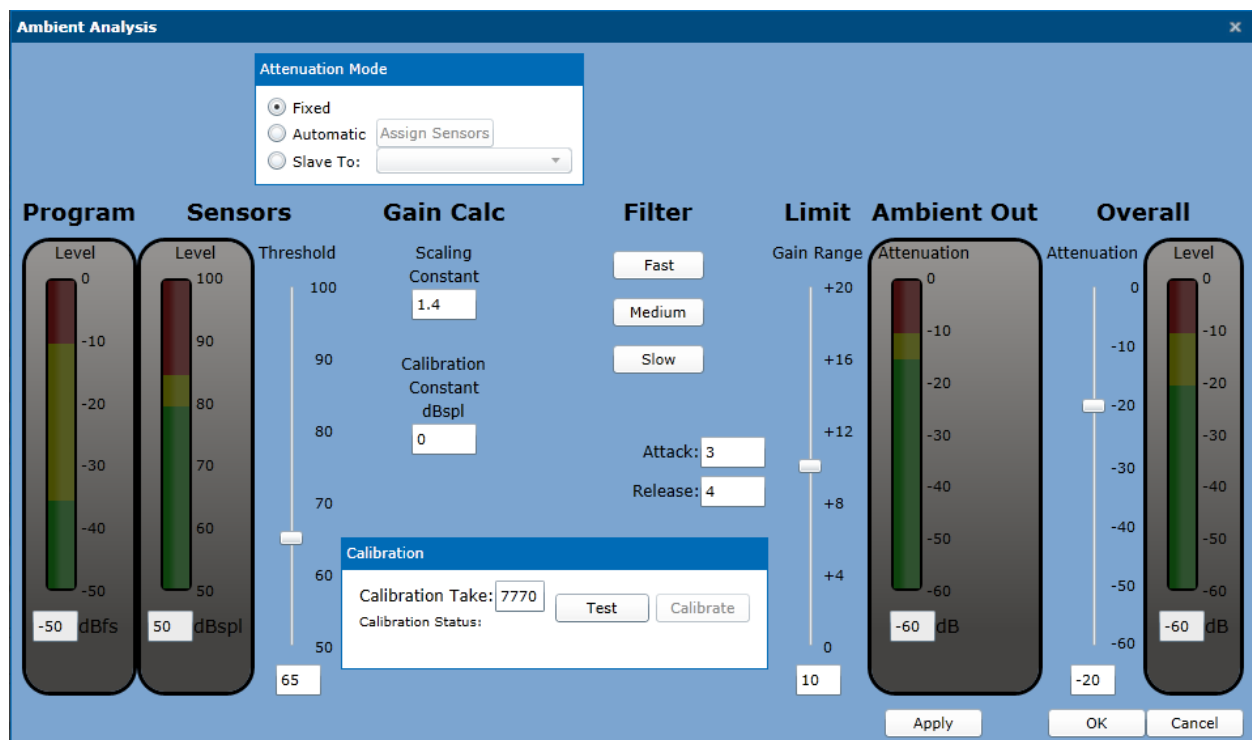 Ambient Analysis
Attenuation Mode
Fixed
Automatic Assign Sensors
Slave To:
Program Sensors Gain Calc Filter Limit Ambient Out Overall
Level
0
-10
-20
-30
-40
-50
-50 dBfs
Level
100
90
80
70
60
50
50 dBspl
Threshold
100
90
80
70
60
50
65
Scaling
Constant
1.4
Calibration
Constant
dBspl
0
Fast
Medium
Slow
Attack: 3
Release: 4
Calibration
Calibration Take: 7770 Test Calibrate
Calibration Status:
Gain Range
+20
+16
+12
+8
+4
0
10
Attenuation
0
-10
-20
-30
-40
-50
-60
-60 dB
Attenuation
0
-10
-20
-30
-40
-50
-60
-20
Level
0
-10
-20
-30
-40
-50
-60
-60 dB
Apply OK Cancel